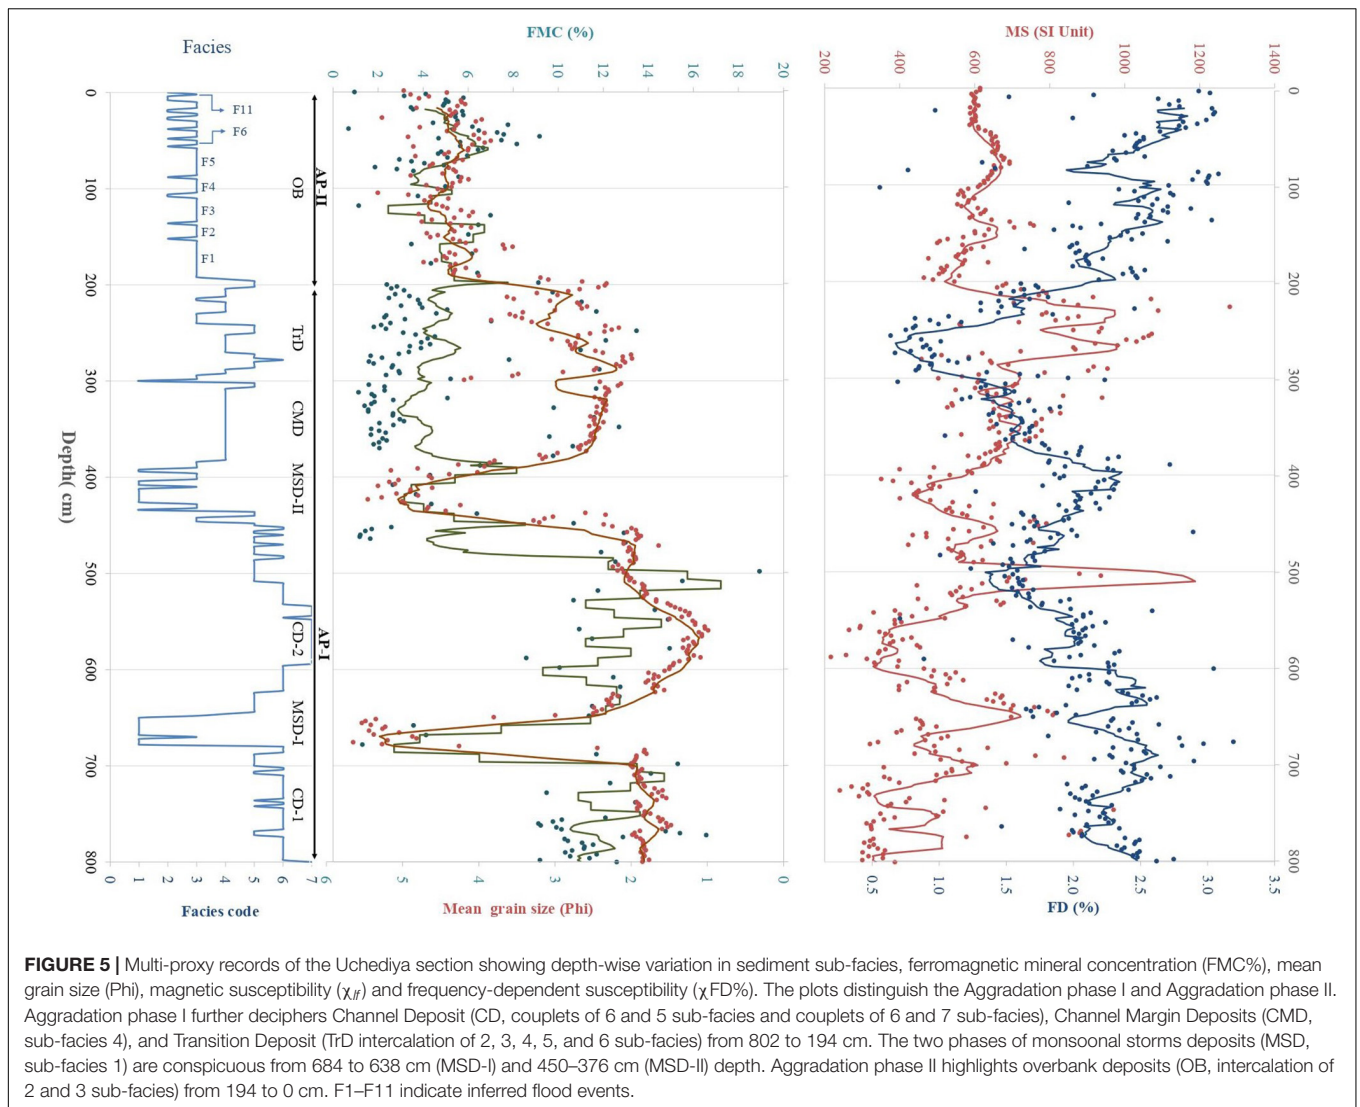 Facies
FMC (%)
MS (SI Unit)
0
2
4
6
8
10
12
14
16
18
20
200
400
600
800
1000
1200
1400
0
100
200
300
400
500
600
700
800
Depth( cm)
F11
F6
F5
F4
F3
F2
F1
OB
TrD
CMD
MSD-II
CD-2
MSD-I
CD-1
AP-II
AP-I
0
100
200
300
400
500
600
700
800
1
2
3
4
5
6
7
6
5
4
3
2
1
0
0.5
1.0
1.5
2.0
2.5
3.0
3.5
Facies code
Mean grain size (Phi)
FD (%)
FIGURE 5 | Multi-proxy records of the Uchediya section showing depth-wise variation in sediment sub-facies, ferromagnetic mineral concentration (FMC%), mean
grain size (Phi), magnetic susceptibility (χlf) and frequency-dependent susceptibility (χFD%). The plots distinguish the Aggradation phase I and Aggradation phase II.
Aggradation phase I further deciphers Channel Deposit (CD, couplets of 6 and 5 sub-facies and couplets of 6 and 7 sub-facies), Channel Margin Deposits (CMD,
sub-facies 4), and Transition Deposit (TrD intercalation of 2, 3, 4, 5, and 6 sub-facies) from 802 to 194 cm. The two phases of monsoonal storms deposits (MSD,
sub-facies 1) are conspicuous from 684 to 638 cm (MSD-I) and 450–376 cm (MSD-II) depth. Aggradation phase II highlights overbank deposits (OB, intercalation of
2 and 3 sub-facies) from 194 to 0 cm. F1–F11 indicate inferred flood events.